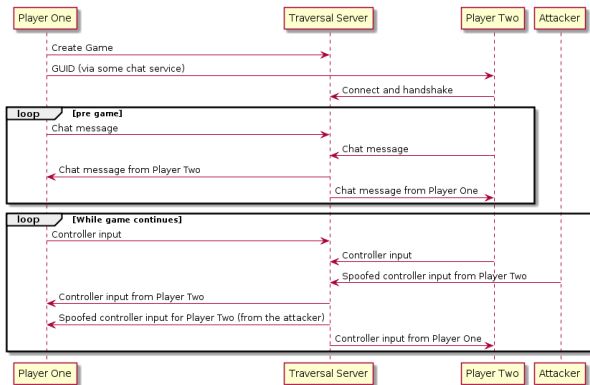 Player One Traversal Server Player Two Attacker
Create Game
GUID (via some chat service)
Connect and handshake
loop [pre game]
Chat message
Chat message
Chat message from Player Two
Chat message from Player One
loop [While game continues]
Controller input
Controller input
Spoofed controller input from Player Two
Controller input from Player Two
Spoofed controller input for Player Two (from the attacker)
Controller input from Player One
Player One Traversal Server Player Two Attacker